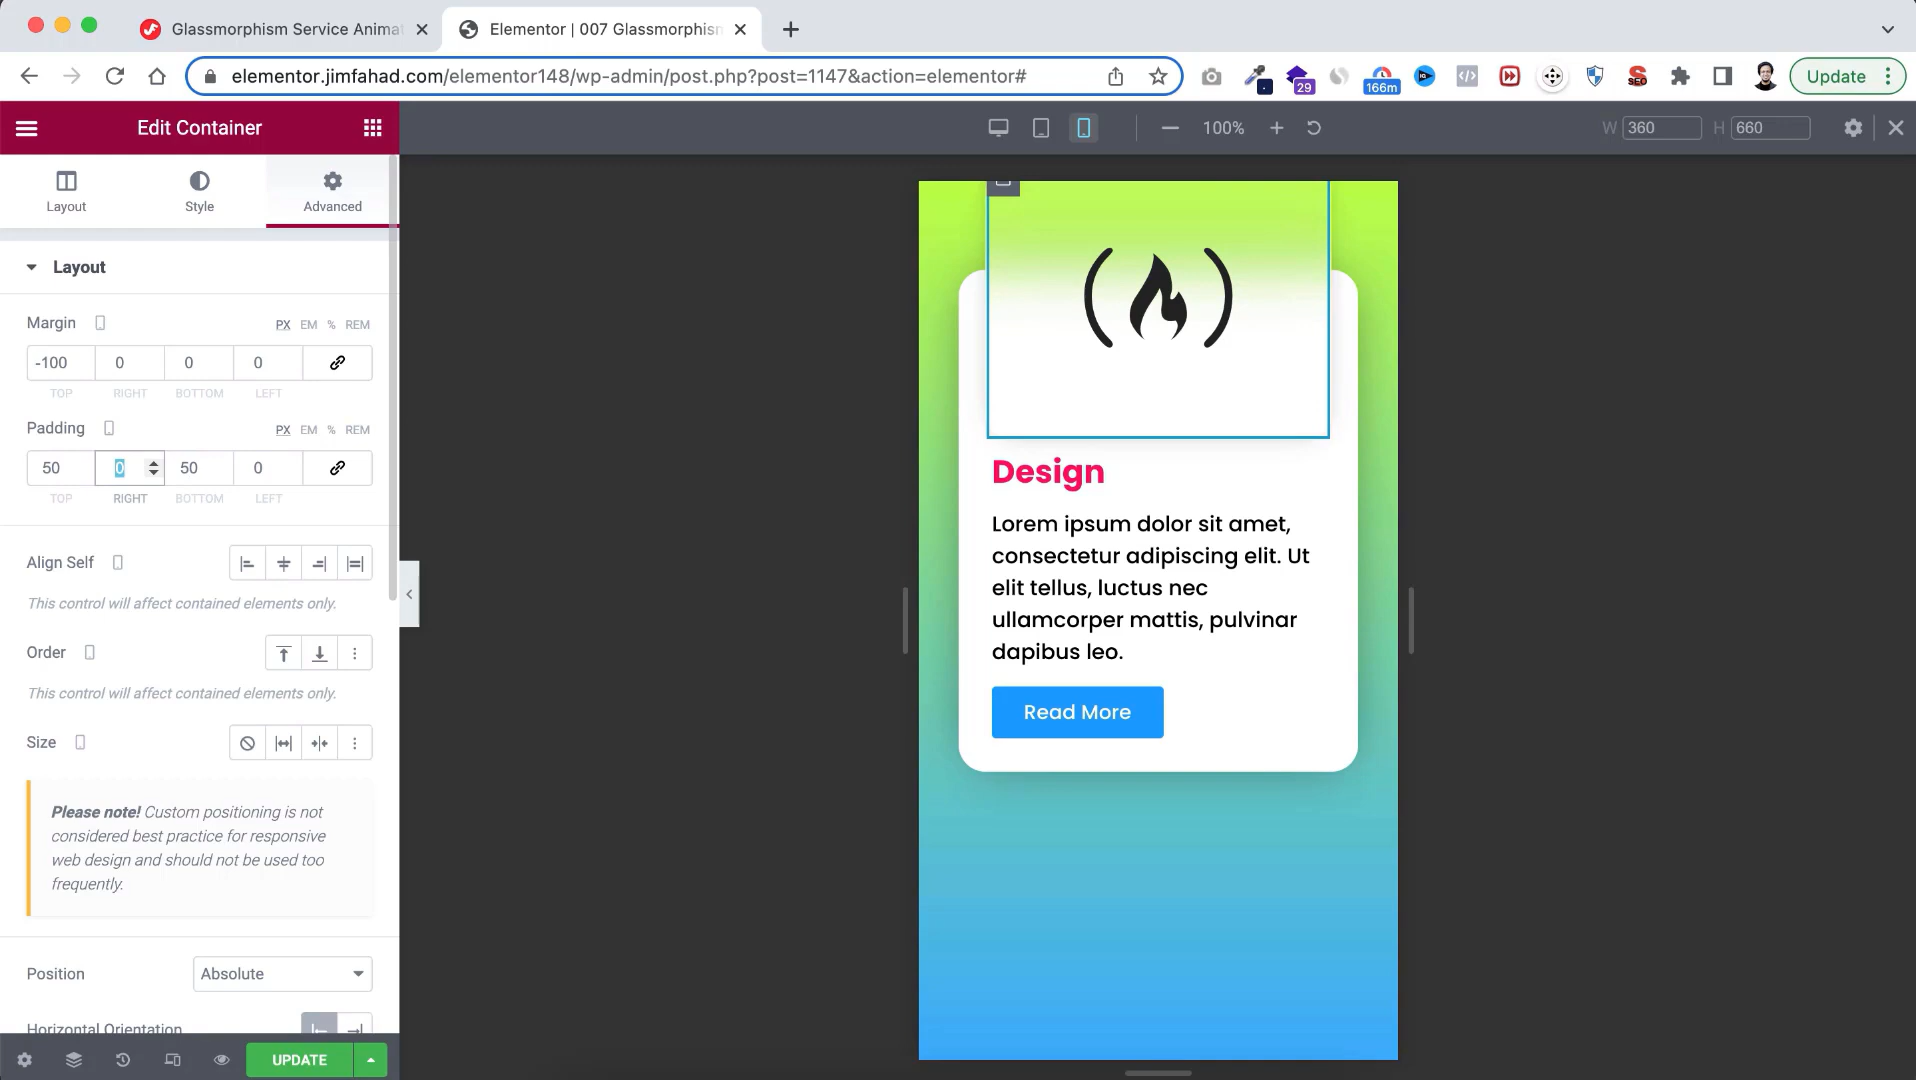 Glassmorphism Service Animat
Elementor | 007 Glassmorphism
elementor.jimfahad.com/elementor148/wp-admin/post.php?post=1147&action=elementor#
29
166m
SEO
Update
Edit Container
100%
W 360 H 660
Layout
Style
Advanced
Layout
Margin
PX EM % REM
-100 0 0 0
TOP RIGHT BOTTOM LEFT
Padding
PX EM % REM
50 0 50 0
TOP RIGHT BOTTOM LEFT
Align Self
This control will affect contained elements only.
Order
This control will affect contained elements only.
Size
Please note! Custom positioning is not
considered best practice for responsive
web design and should not be used too
frequently.
Position
Absolute
Horizontal Orientation
UPDATE
Design
Lorem ipsum dolor sit amet,
consectetur adipiscing elit. Ut
elit tellus, luctus nec
ullamcorper mattis, pulvinar
dapibus leo.
Read More